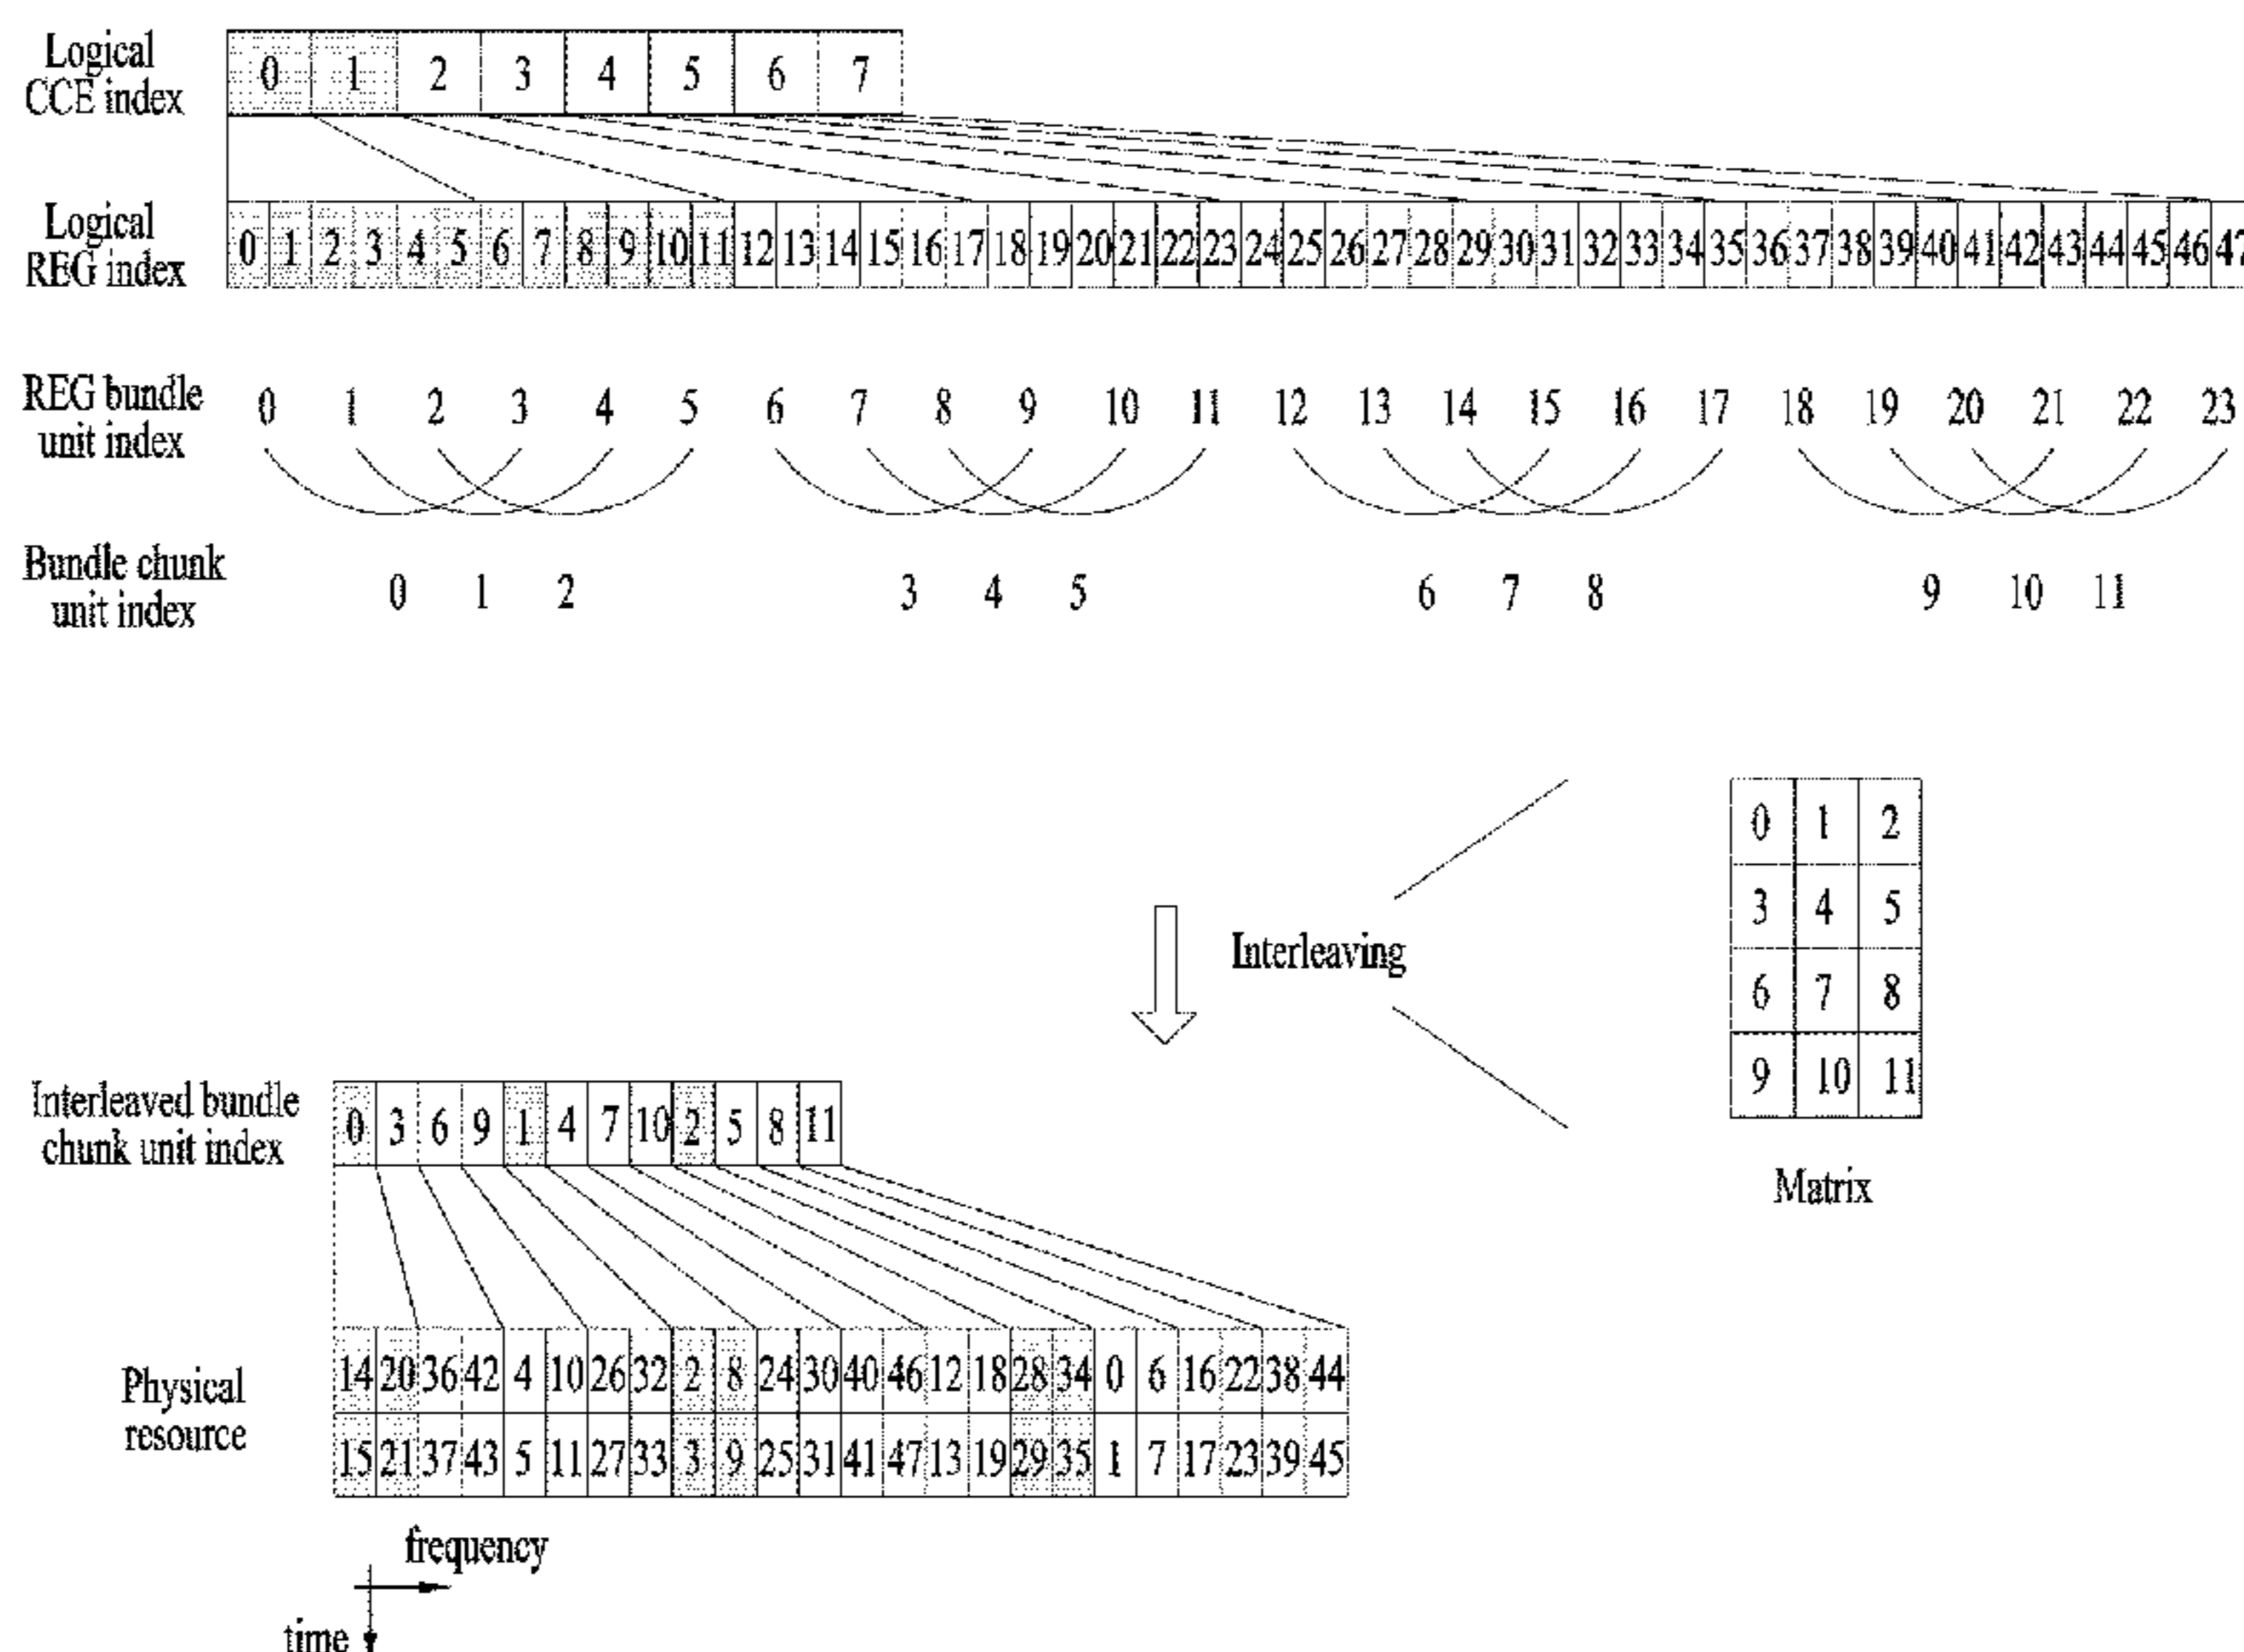 Logical
CCE index
0 1 2 3 4 5 6 7
Logical
REG index
0 1 2 3 4 5 6 7 8 9 10 11 12 13 14 15 16 17 18 19 20 21 22 23 24 25 26 27 28 29 30 31 32 33 34 35 36 37 38 39 40 41 42 43 44 45 46 47
REG bundle
unit index
0 1 2 3 4 5 6 7 8 9 10 11 12 13 14 15 16 17 18 19 20 21 22 23
Bundle chunk
unit index
0 1 2 3 4 5 6 7 8 9 10 11
Interleaving
0 1 2
3 4 5
6 7 8
9 10 11
Matrix
Interleaved bundle
chunk unit index
0 3 6 9 1 4 7 10 2 5 8 11
Physical
resource
14 20 36 42 4 10 26 32 2 8 24 30 40 46 12 18 28 34 0 6 16 22 38 44
15 21 37 43 5 11 27 33 3 9 25 31 41 47 13 19 29 35 1 7 17 23 39 45
frequency
time